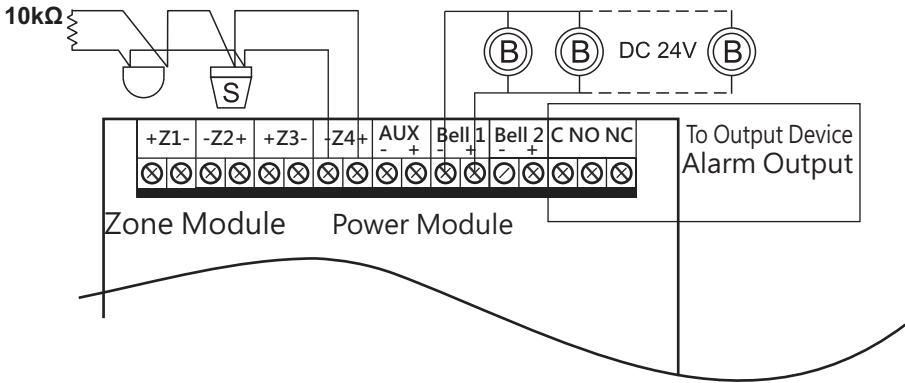 10kΩ
S
B B DC 24V B
+Z1- -Z2+ +Z3- -Z4+ AUX Bell 1 Bell 2 C NO NC
- + - + - +
To Output Device
Alarm Output
Zone Module Power Module